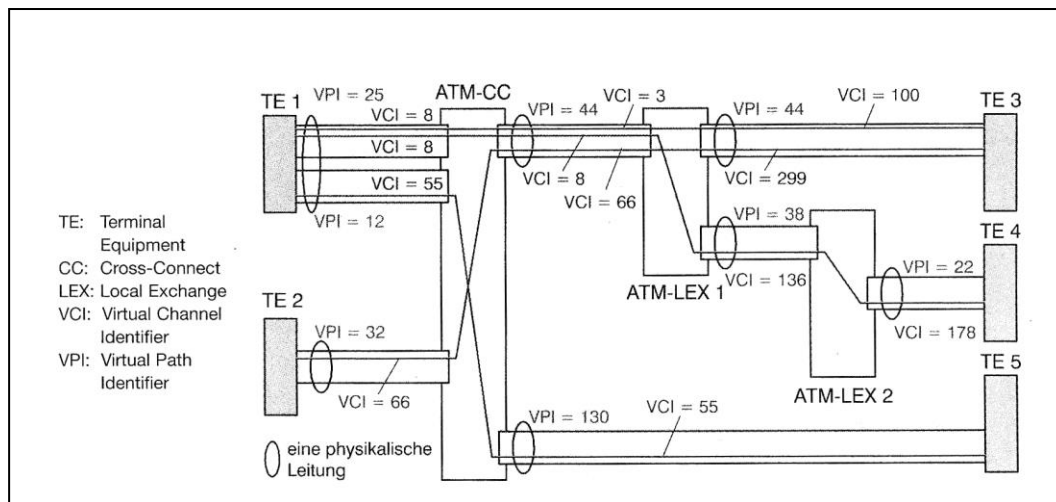 ATM-CC
TE 1
VPI = 25
VCI = 8
VCI = 8
VCI = 55
VPI = 12
VPI = 44
VCI = 3
VCI = 8
VCI = 66
VPI = 44
VCI = 100
TE 3
VCI = 299
VPI = 38
VCI = 136
ATM-LEX 1
TE 4
VPI = 22
VCI = 178
ATM-LEX 2
TE 2
VPI = 32
VCI = 66
VPI = 130
VCI = 55
TE 5
TE: Terminal
Equipment
CC: Cross-Connect
LEX: Local Exchange
VCI: Virtual Channel
Identifier
VPI: Virtual Path
Identifier
eine physikalische
Leitung